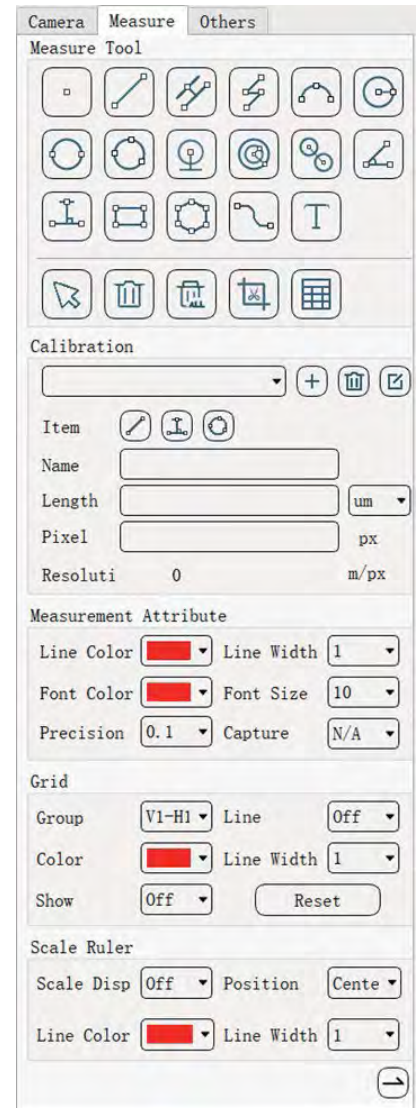 Camera Measure Others
Measure Tool
T
ALL
Calibration
Item
Name
Length um
Pixel px
Resoluti 0 m/px
Measurement Attribute
Line Color Line Width 1
Font Color Font Size 10
Precision 0.1 Capture N/A
Grid
Group V1-H1 Line Off
Color Line Width 1
Show Off Reset
Scale Ruler
Scale Disp Off Position Cente
Line Color Line Width 1